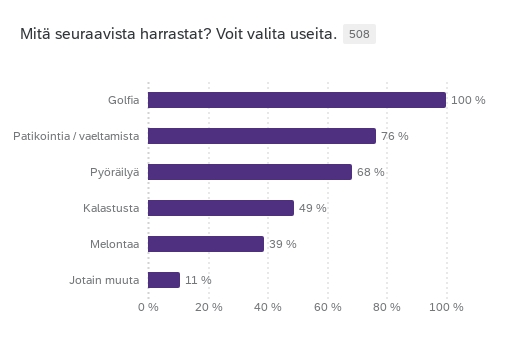 Mitä seuraavista harrastat? Voit valita useita. 508
Golfia 100 %
Patikointia / vaeltamista 76 %
Pyöräilyä 68 %
Kalastusta 49 %
Melontaa 39 %
Jotain muuta 11 %
0 % 20 % 40 % 60 % 80 % 100 %